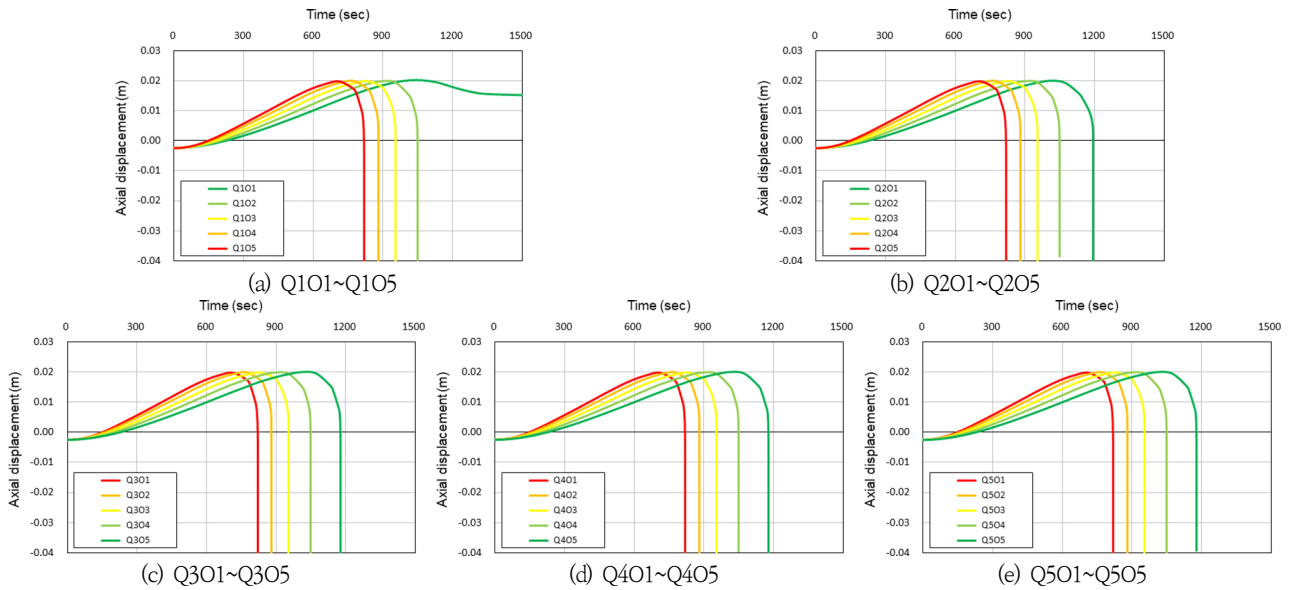 Time (sec)
0 300 600 900 1200 1500
Axial displacement(m)
0.03
0.02
0.01
0.00
-0.01
-0.02
-0.03
-0.04
Q1O1
Q1O2
Q1O3
Q1O4
Q1O5
(a) Q1O1~Q1O5
Time (sec)
0 300 600 900 1200 1500
Axial displacement(m)
0.03
0.02
0.01
0.00
-0.01
-0.02
-0.03
-0.04
Q2O1
Q2O2
Q2O3
Q2O4
Q2O5
(b) Q2O1~Q2O5
Time (sec)
0 300 600 900 1200 1500
Axial displacement(m)
0.03
0.02
0.01
0.00
-0.01
-0.02
-0.03
-0.04
Q3O1
Q3O2
Q3O3
Q3O4
Q3O5
(c) Q3O1~Q3O5
Time (sec)
0 300 600 900 1200 1500
Axial displacement(m)
0.03
0.02
0.01
0.00
-0.01
-0.02
-0.03
-0.04
Q4O1
Q4O2
Q4O3
Q4O4
Q4O5
(d) Q4O1~Q4O5
Time (sec)
0 300 600 900 1200 1500
Axial displacement(m)
0.03
0.02
0.01
0.00
-0.01
-0.02
-0.03
-0.04
Q5O1
Q5O2
Q5O3
Q5O4
Q5O5
(e) Q5O1~Q5O5